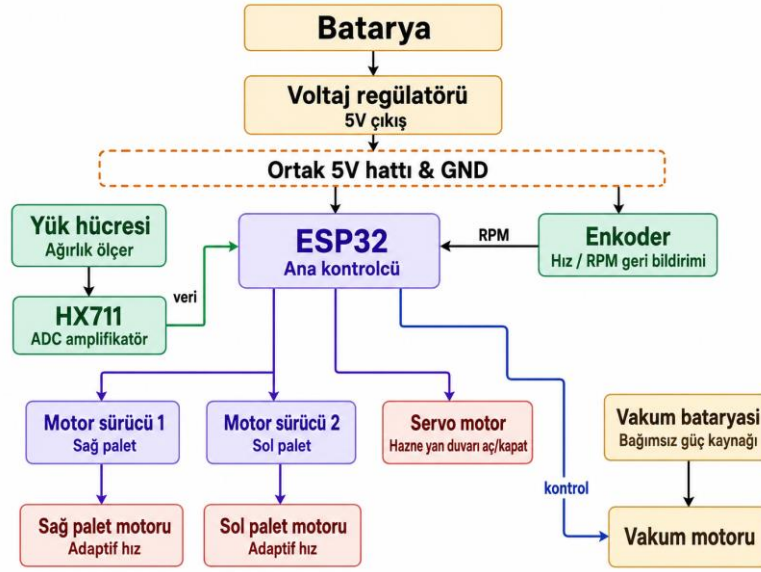 Batarya
Voltaj regülatörü
5V çıkış
Ortak 5V hattı & GND
Yük hücresi
Ağırlık ölçer
ESP32
Ana kontrolcü
RPM
Enkoder
Hız / RPM geri bildirimi
HX711
ADC amplifikatör
veri
Motor sürücü 1
Sağ palet
Motor sürücü 2
Sol palet
Servo motor
Hazne yan duvarı aç/kapat
Vakum bataryasi
Bağımsız güç kaynağı
kontrol
Sağ palet motoru
Adaptif hız
Sol palet motoru
Adaptif hız
Vakum motoru